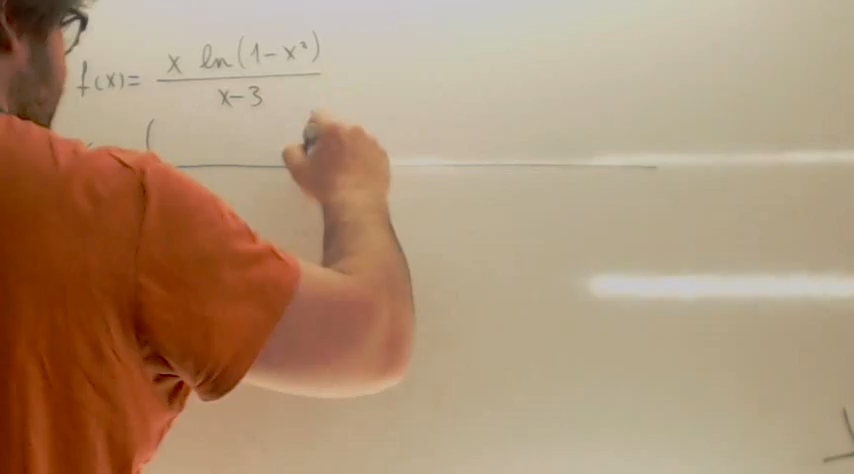 f(x) = x ln(1-x²) / x-3
(